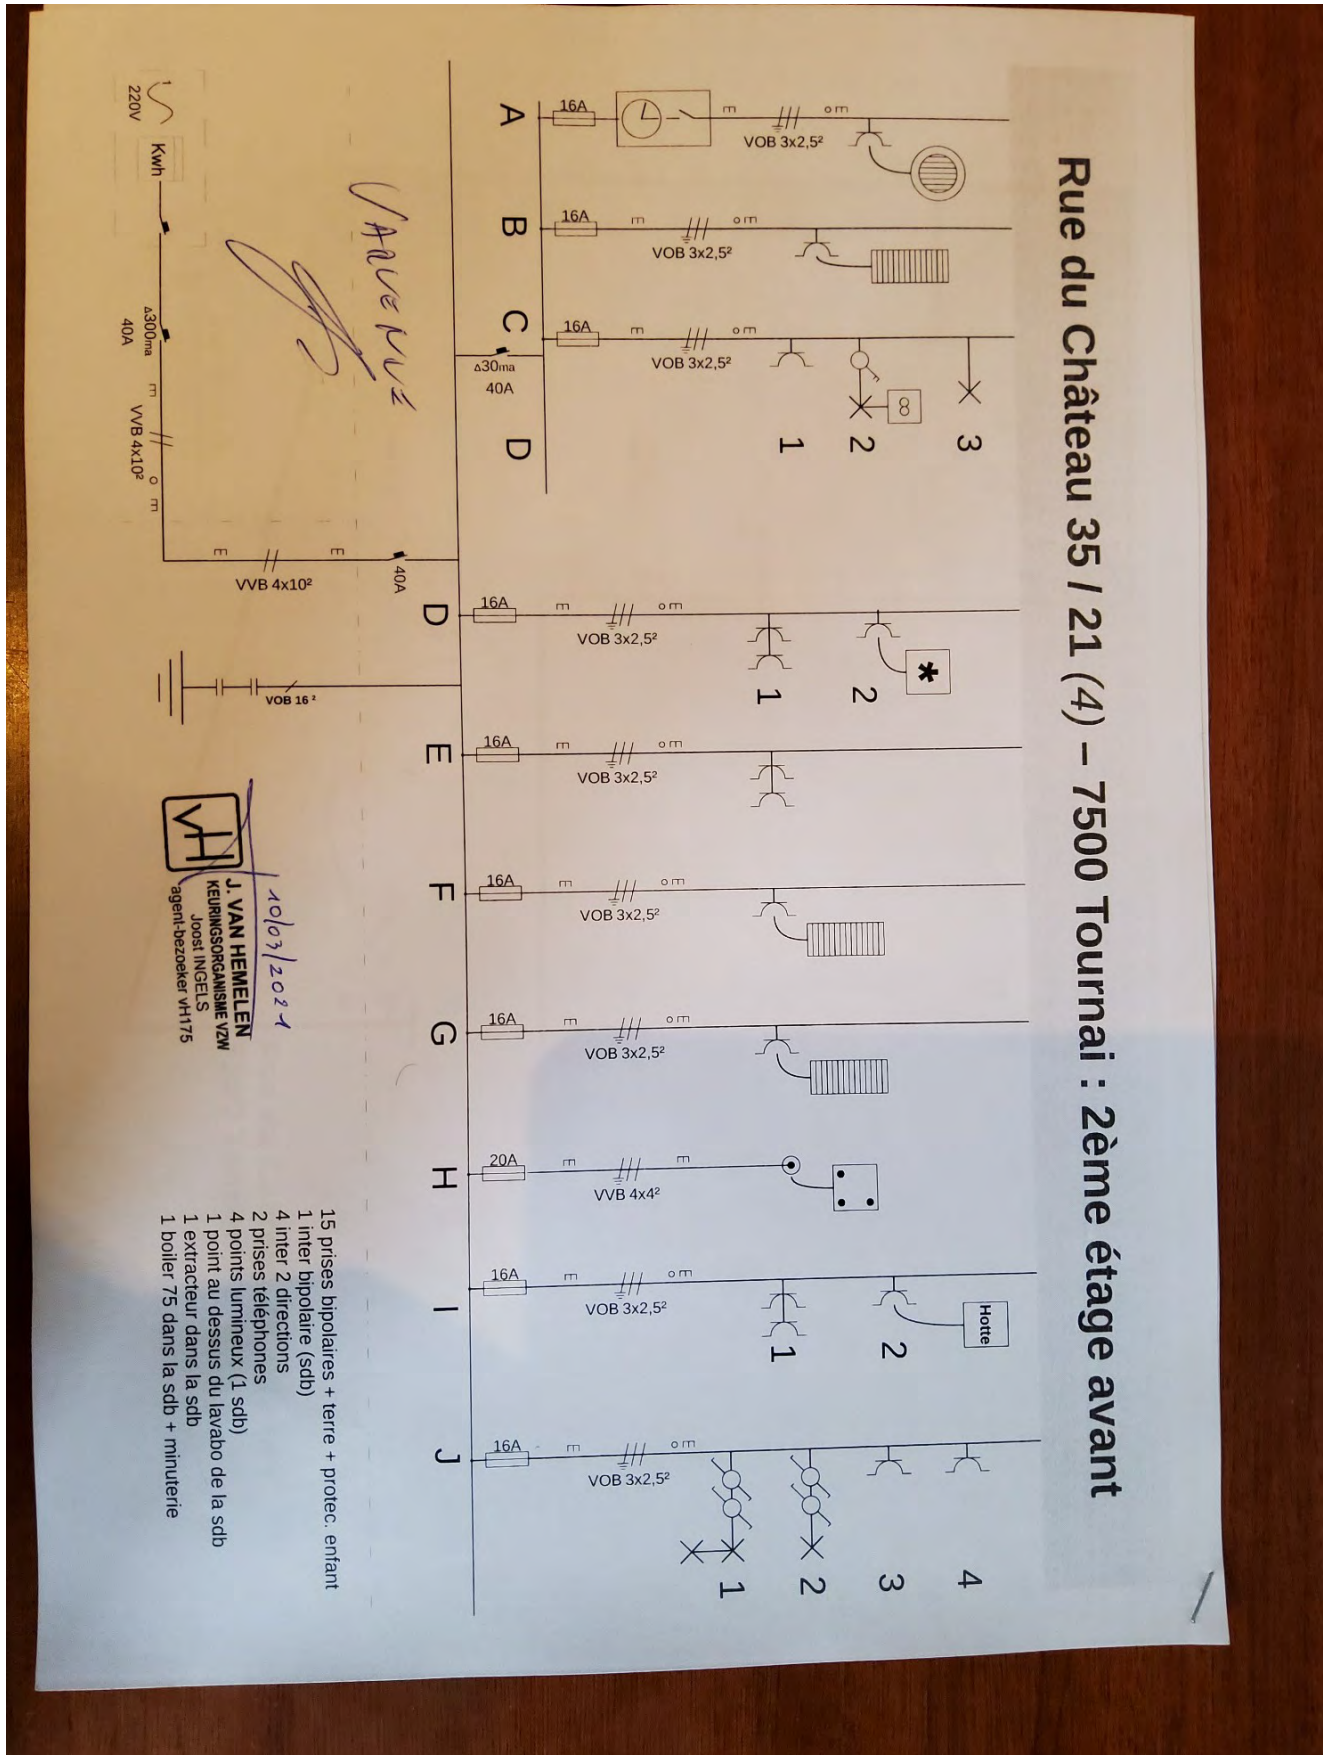 Rue du Château 35 / 21 (4) – 7500 Tournai : 2ème étage avant
A
16A
VOB 3x2,5²
B
16A
VOB 3x2,5²
C
16A
VOB 3x2,5²
1
2
8
3
Δ30ma
40A
D
D
16A
VOB 3x2,5²
1
2
*
E
16A
VOB 3x2,5²
F
16A
VOB 3x2,5²
G
16A
VOB 3x2,5²
H
20A
VVB 4x4²
I
16A
VOB 3x2,5²
1
2
Hotte
J
16A
VOB 3x2,5²
1
2
3
4
1
220V
Kwh
Δ300ma
40A
VVB 4x10²
VVB 4x10²
40A
VOB 16²
10/03/2021
vH
J. VAN HEMELEN
KEURINGSORGANISME VZW
Joost INGELS
agent-bezoeker vH175
15 prises bipolaires + terre + protec. enfant
1 inter bipolaire (sdb)
4 inter 2 directions
2 prises téléphones
4 points lumineux (1 sdb)
1 point au dessus du lavabo de la sdb
1 extracteur dans la sdb
1 boiler 75 dans la sdb + minuterie